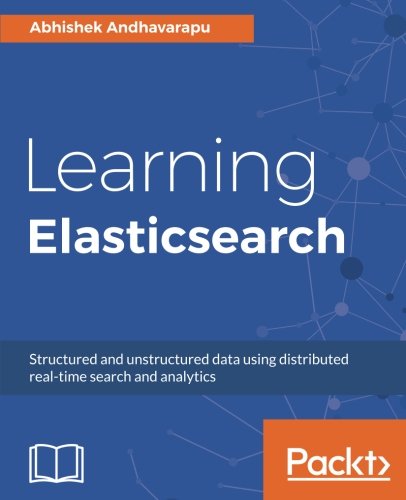 Abhishek Andhavarapu
Learning
Elasticsearch
Structured and unstructured data using distributed
real-time search and analytics
Packt>